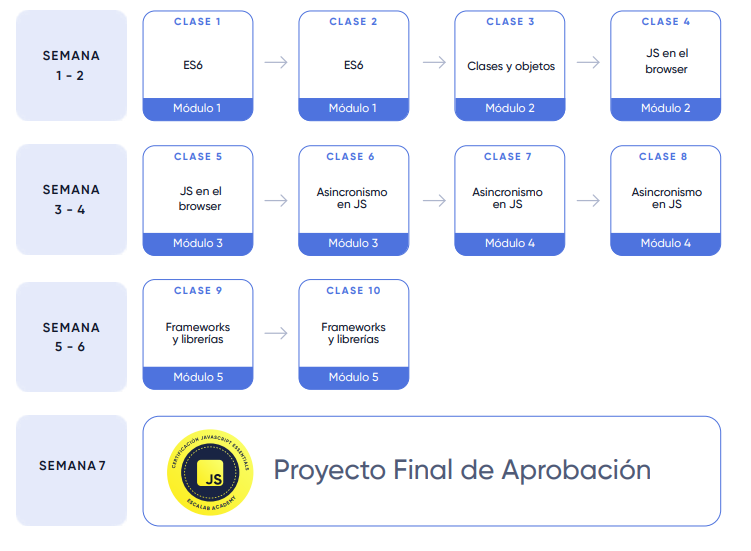 SEMANA
1 - 2
CLASE 1
ES6
Módulo 1
CLASE 2
ES6
Módulo 1
CLASE 3
Clases y objetos
Módulo 2
CLASE 4
JS en el
browser
Módulo 2
SEMANA
3 - 4
CLASE 5
JS en el
browser
Módulo 3
CLASE 6
Asincronismo
en JS
Módulo 3
CLASE 7
Asincronismo
en JS
Módulo 4
CLASE 8
Asincronismo
en JS
Módulo 4
SEMANA
5 - 6
CLASE 9
Frameworks
y librerías
Módulo 5
CLASE 10
Frameworks
y librerías
Módulo 5
SEMANA 7
CERTIFICACIÓN JAVASCRIPT ESSENTIALS
JS
ESCALAB ACADEMY
Proyecto Final de Aprobación